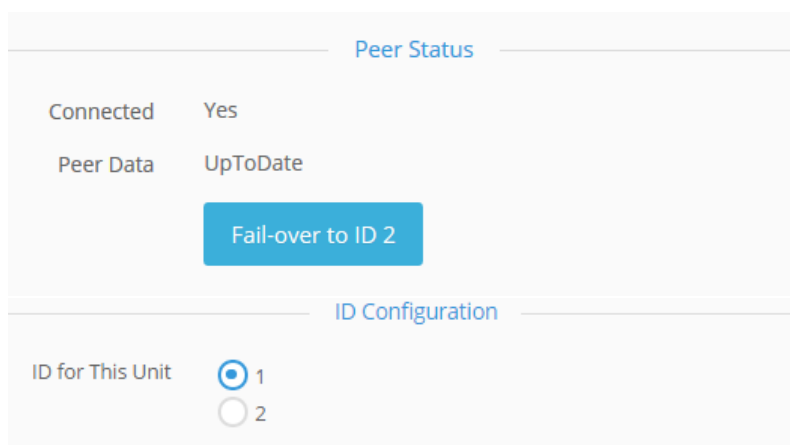 Peer Status
Connected Yes
Peer Data UpToDate
Fail-over to ID 2
ID Configuration
ID for This Unit 1
2